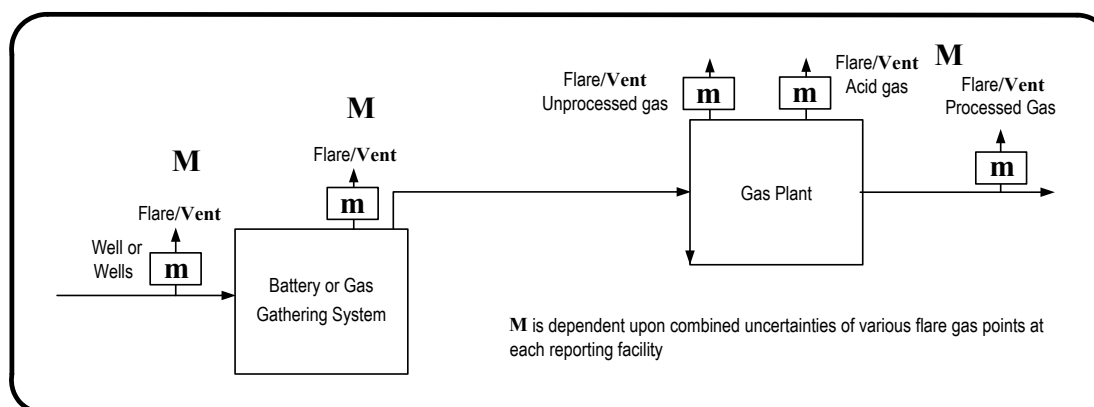 M
Flare/Vent
Well or
Wells
m
M
Flare/Vent
m
Battery or Gas
Gathering System
Flare/Vent
Unprocessed gas
m
m
Flare/Vent
Acid gas
M
Flare/Vent
Processed Gas
m
Gas Plant
M is dependent upon combined uncertainties of various flare gas points at
each reporting facility